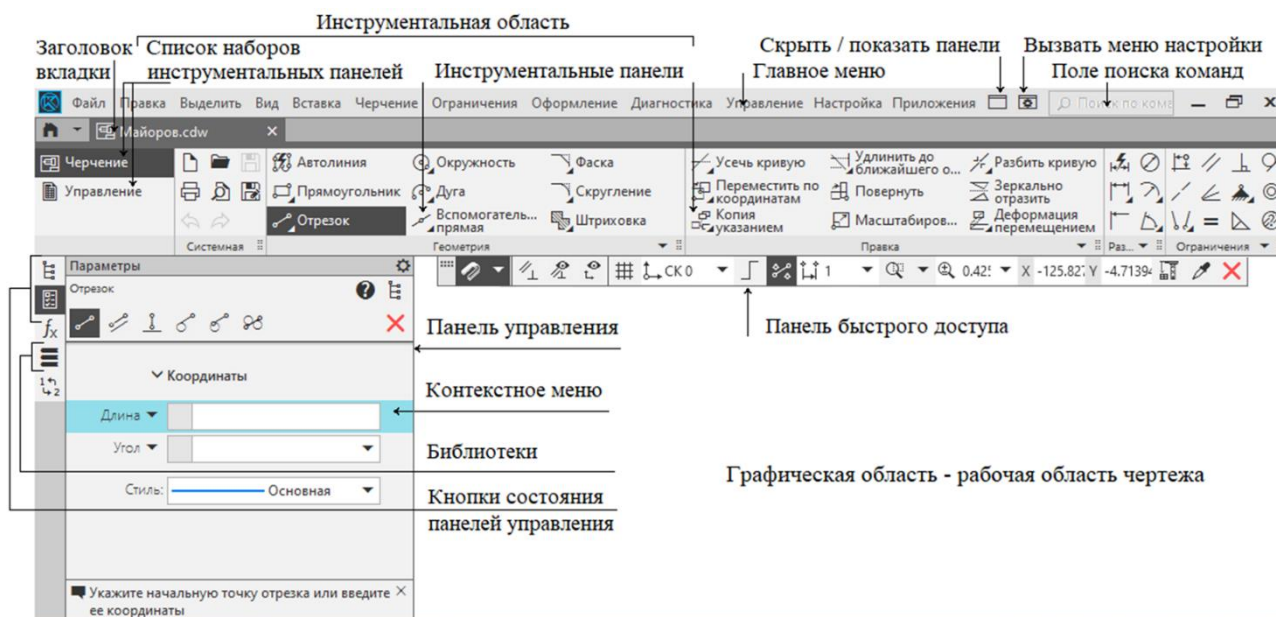 Инструментальная область
Заголовок Список наборов Скрыть / показать панели Вызвать меню настройки
вкладки инструментальных панелей Инструментальные панели Главное меню Поле поиска команд
Файл Правка Выделить Вид Вставка Черчение Ограничения Оформление Диагностика Управление Настройка Приложения Поиск по кома
Майоров.cdw
Черчение Автолиния Окружность Фаска Усечь кривую Удлинить до ближайшего о... Разбить кривую
Управление Прямоугольник Дуга Скругление Переместить по координатам Повернуть Зеркально отразить
Отрезок Вспомогатель... прямая Штриховка Копия указанием Масштабиров... Деформация перемещением
Системная Геометрия Правка Раз... Ограничения
Параметры СК 0 1 0.425 X -125.827 Y -4.71394
Отрезок
Панель управления Панель быстрого доступа
Координаты
Контекстное меню
Длина
Угол
Библиотеки
Графическая область - рабочая область чертежа
Стиль: Основная
Кнопки состояния
панелей управления
Укажите начальную точку отрезка или введите
ее координаты